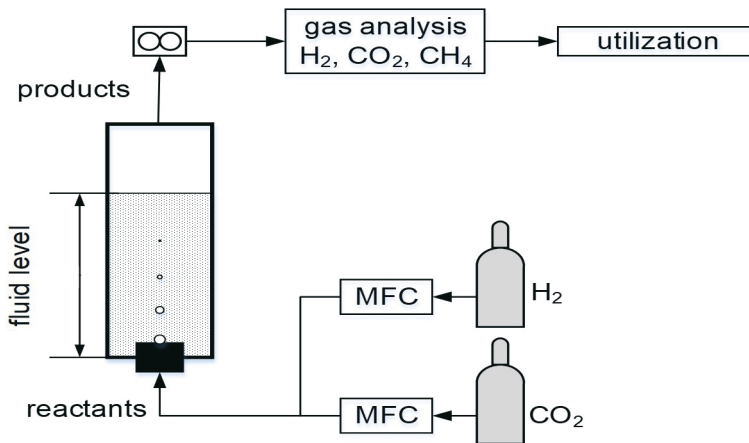 gas analysis
H₂, CO₂, CH₄
utilization
products
fluid level
MFC
H₂
reactants
MFC
CO₂